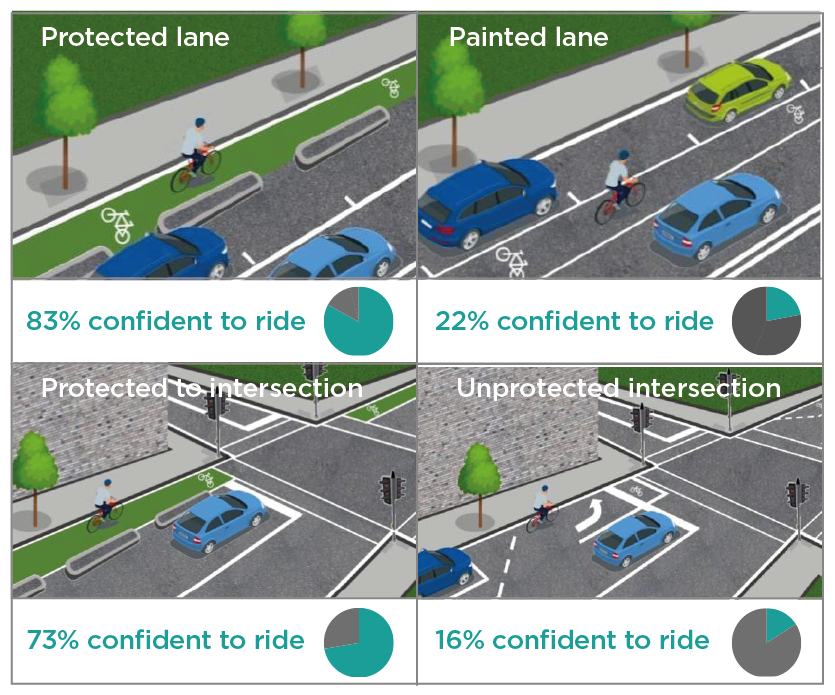 Protected lane
Painted lane
83% confident to ride
22% confident to ride
Protected to intersection
Unprotected intersection
73% confident to ride
16% confident to ride